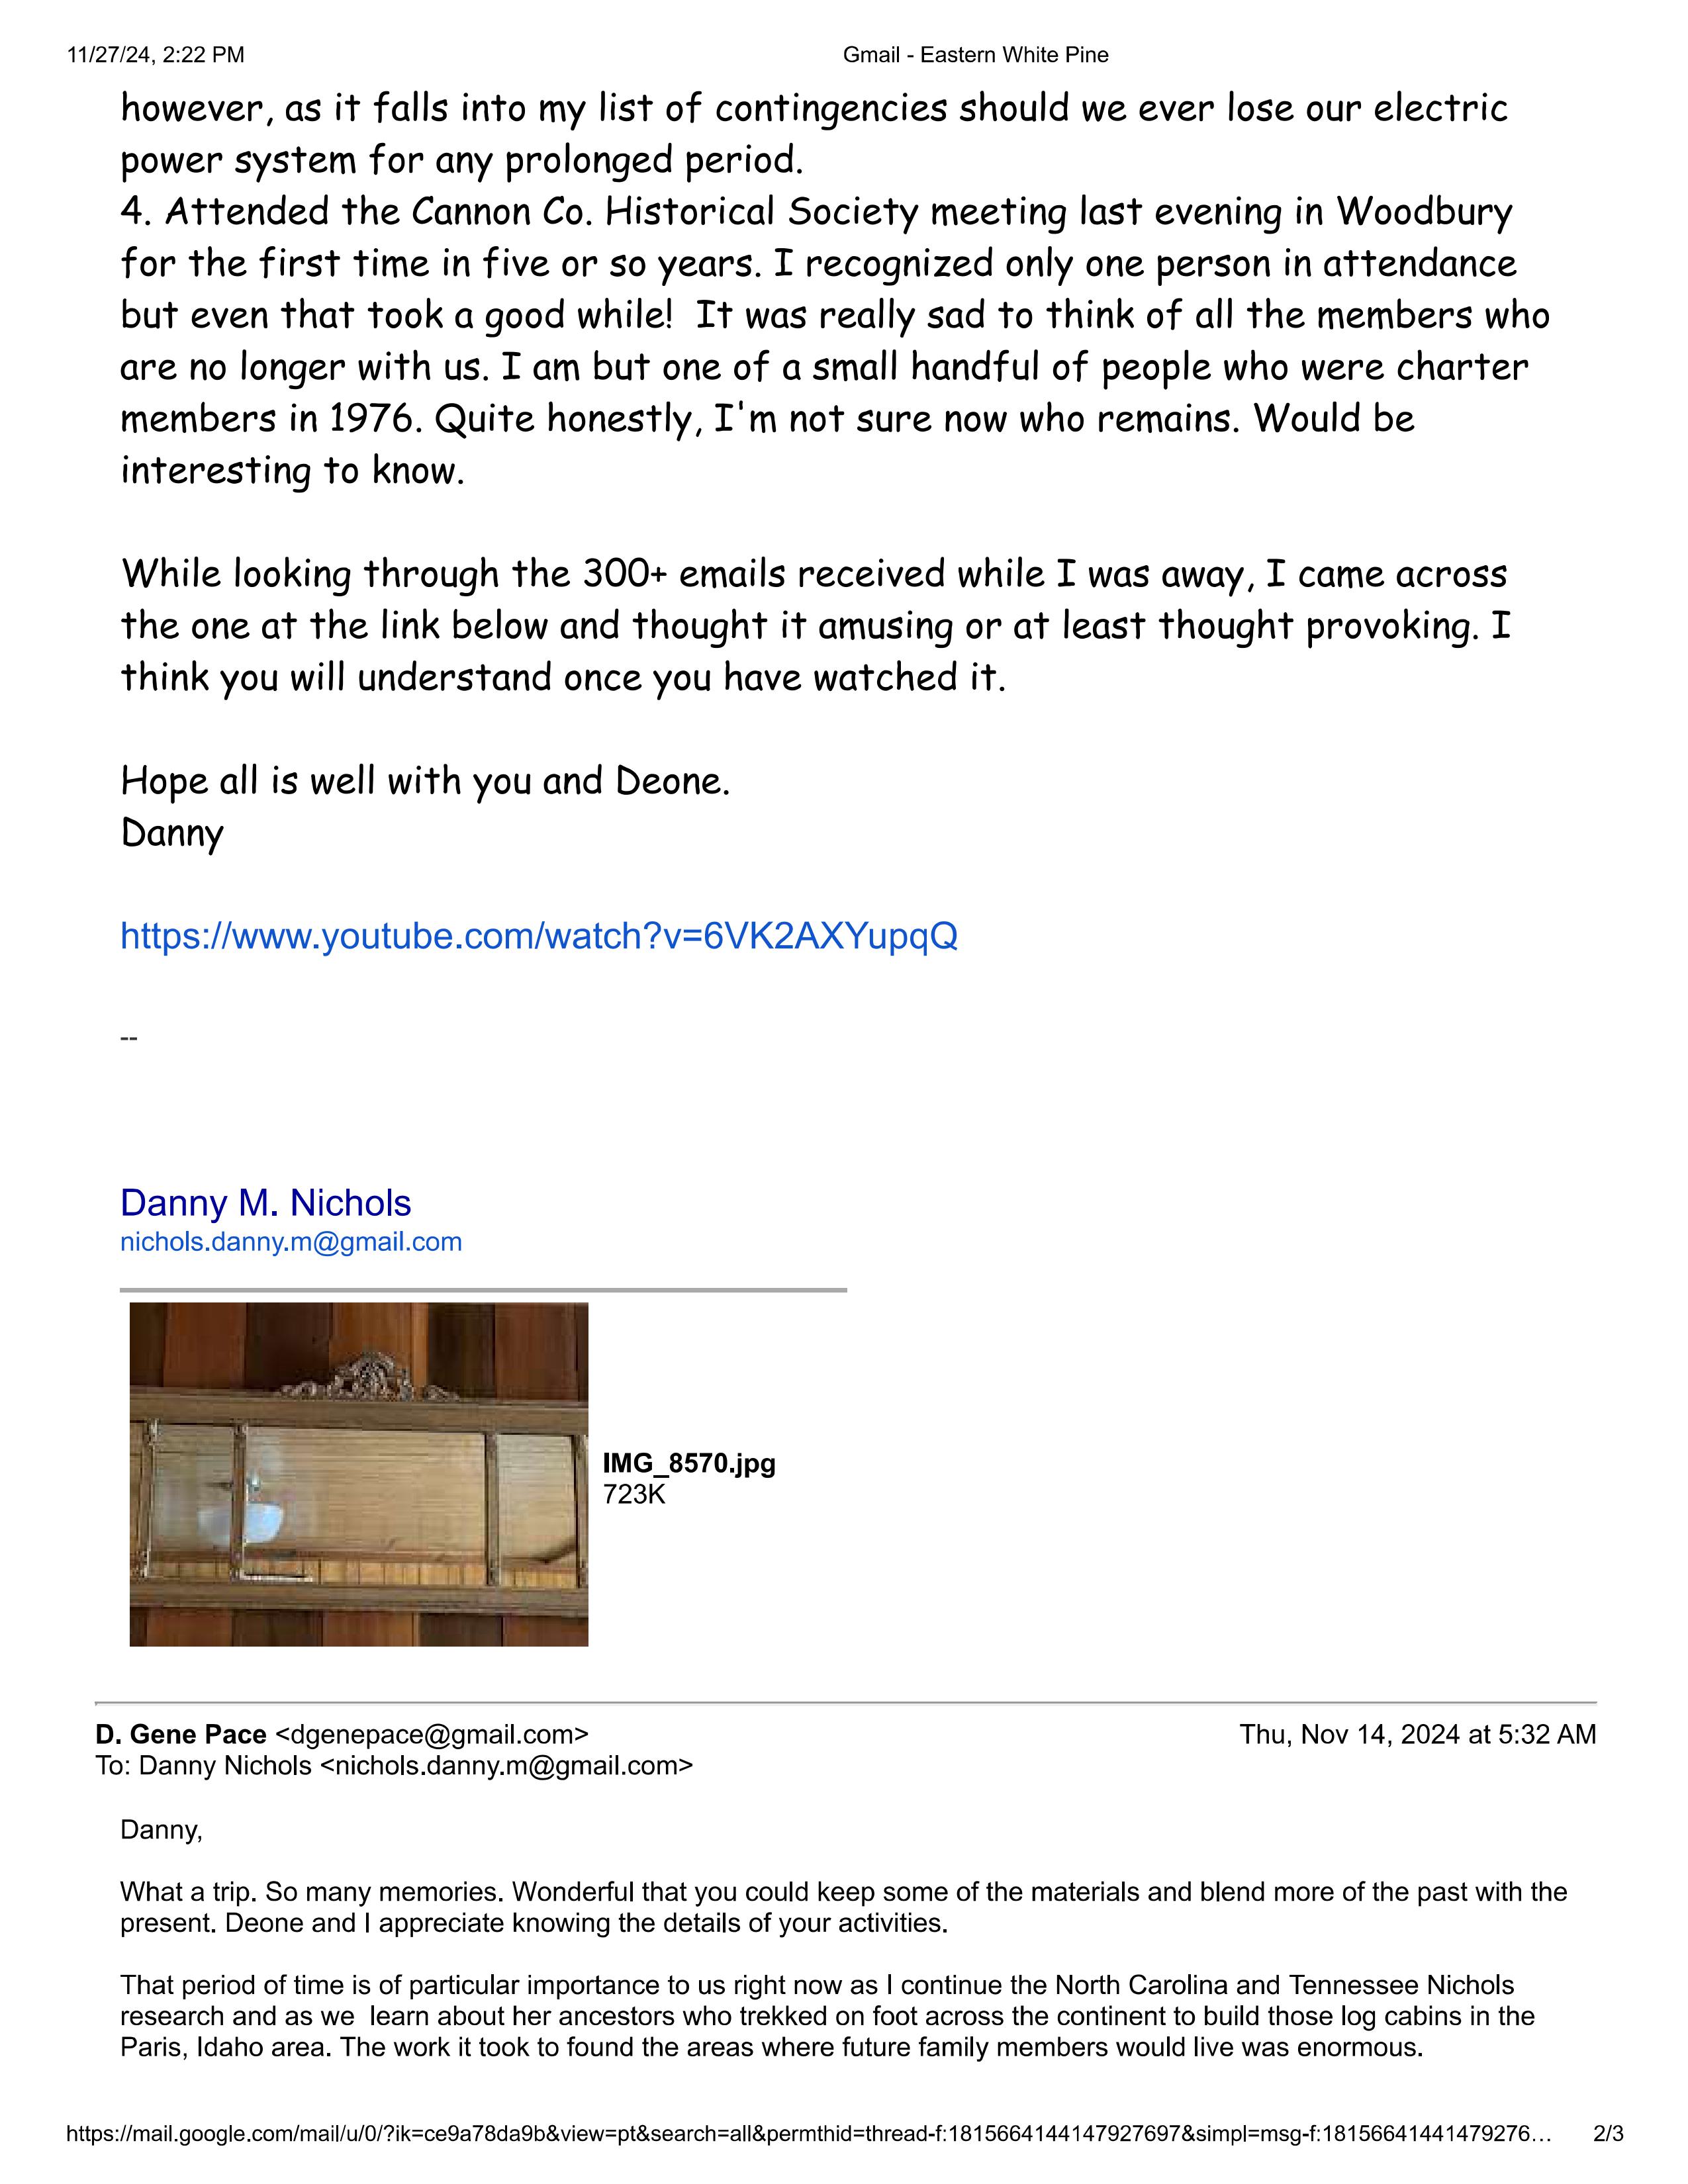 11/27/24, 2:22 PM
Gmail - Eastern White Pine
however, as it falls into my list of contingencies should we ever lose our electric
power system for any prolonged period.
4. Attended the Cannon Co. Historical Society meeting last evening in Woodbury
for the first time in five or so years. I recognized only one person in attendance
but even that took a good while!  It was really sad to think of all the members who
are no longer with us. I am but one of a small handful of people who were charter
members in 1976. Quite honestly, I'm not sure now who remains. Would be
interesting to know.
While looking through the 300+ emails received while I was away, I came across
the one at the link below and thought it amusing or at least thought provoking. I
think you will understand once you have watched it.
Hope all is well with you and Deone.
Danny
https://www.youtube.com/watch?v=6VK2AXYupqQ
--
Danny M. Nichols
nichols.danny.m@gmail.com
IMG_8570.jpg
723K
D. Gene Pace <dgenepace@gmail.com>
Thu, Nov 14, 2024 at 5:32 AM
To: Danny Nichols <nichols.danny.m@gmail.com>
Danny,
What a trip. So many memories. Wonderful that you could keep some of the materials and blend more of the past with the
present. Deone and I appreciate knowing the details of your activities.
That period of time is of particular importance to us right now as I continue the North Carolina and Tennessee Nichols
research and as we  learn about her ancestors who trekked on foot across the continent to build those log cabins in the
Paris, Idaho area. The work it took to found the areas where future family members would live was enormous.
https://mail.google.com/mail/u/0/?ik=ce9a78da9b&view=pt&search=all&permthid=thread-f:1815664144147927697&simpl=msg-f:18156641441479276…
2/3